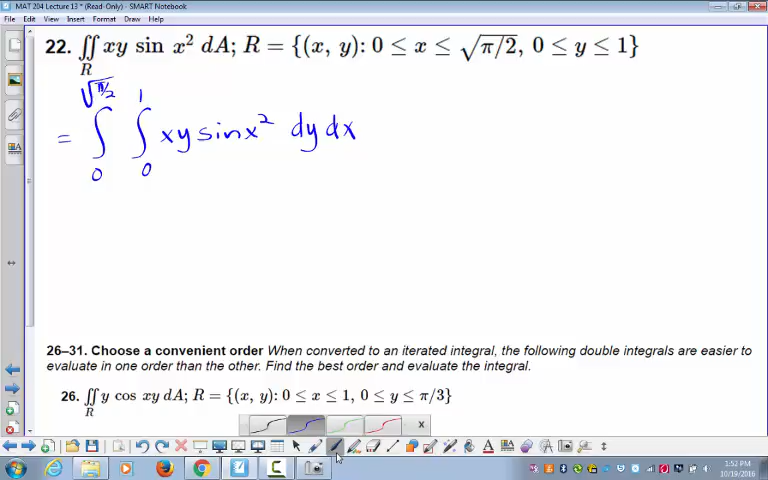 MAT 204 Lecture 13 * (Read-Only) - SMART Notebook
File Edit View Insert Format Draw Help
22. ∬_R xy sin x² dA; R = {(x, y): 0 ≤ x ≤ √π/2, 0 ≤ y ≤ 1}
= ∫_0^√π/2 ∫_0^1 xy sin x² dy dx
26–31. Choose a convenient order When converted to an iterated integral, the following double integrals are easier to
evaluate in one order than the other. Find the best order and evaluate the integral.
26. ∬_R y cos xy dA; R = {(x, y): 0 ≤ x ≤ 1, 0 ≤ y ≤ π/3}
x
1:52 PM
10/19/2016